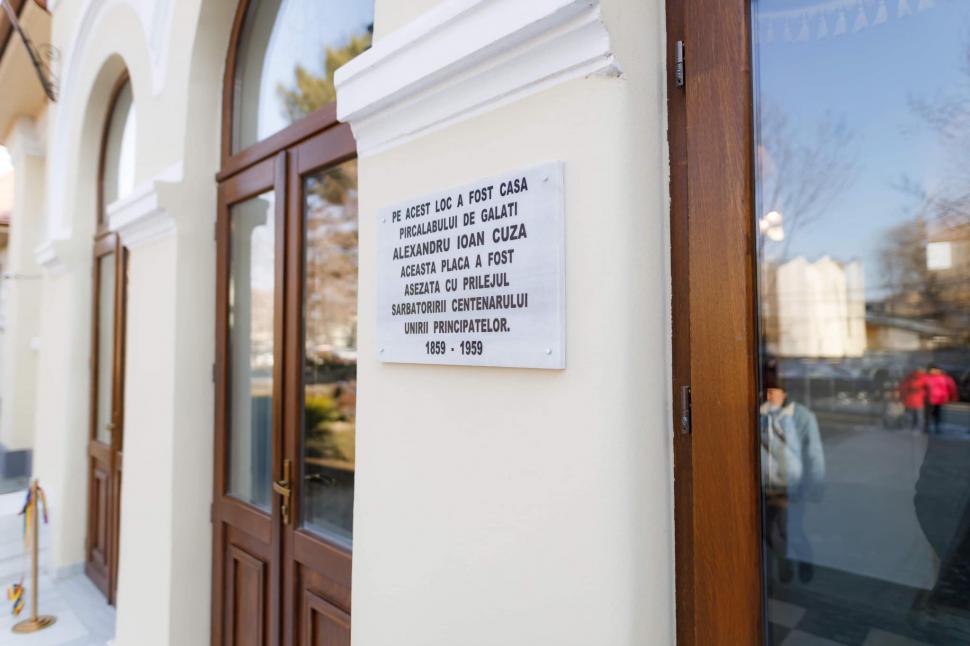 PE ACEST LOC A FOST CASA
PIRCALABULUI DE GALATI
ALEXANDRU IOAN CUZA
ACEASTA PLACA A FOST
ASEZATA CU PRILEJUL
SARBATORIRII CENTENARULUI
UNIRII PRINCIPATELOR.
1859 - 1959